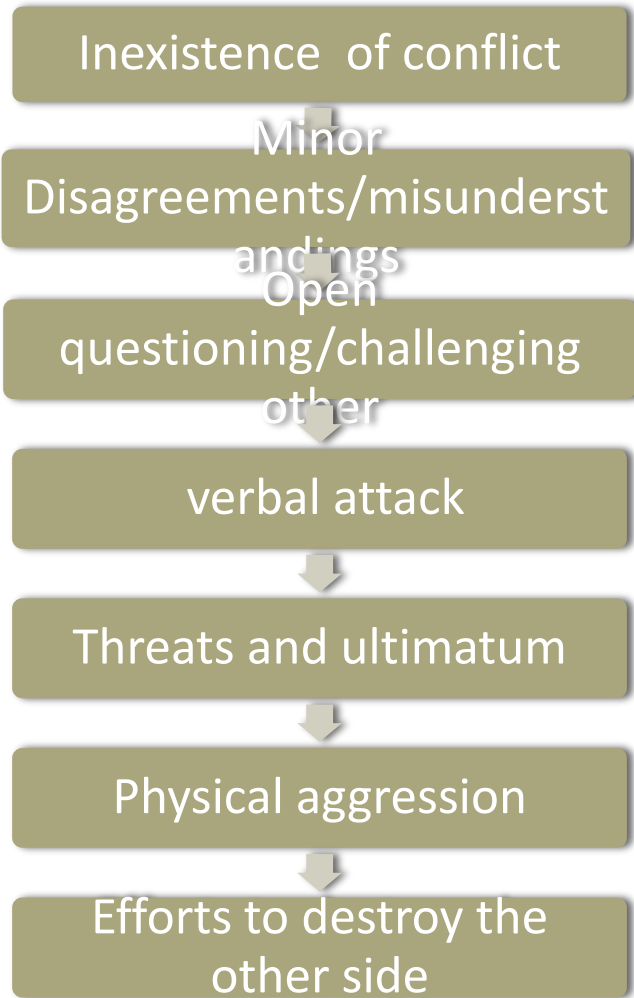 Inexistence  of conflict
Minor
Disagreements/misunderst
andings
Open
questioning/challenging
other
verbal attack
Threats and ultimatum
Physical aggression
Efforts to destroy the
other side